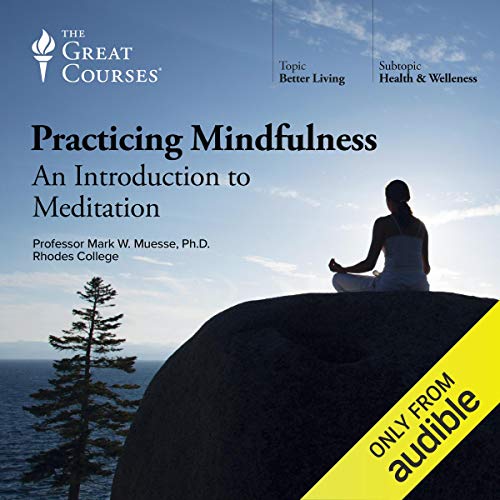 THE
GREAT
COURSES®
Topic
Better Living
Subtopic
Health & Wellness
Practicing Mindfulness
An Introduction to
Meditation
Professor Mark W. Muesse, Ph.D.
Rhodes College
ONLY FROM
audible